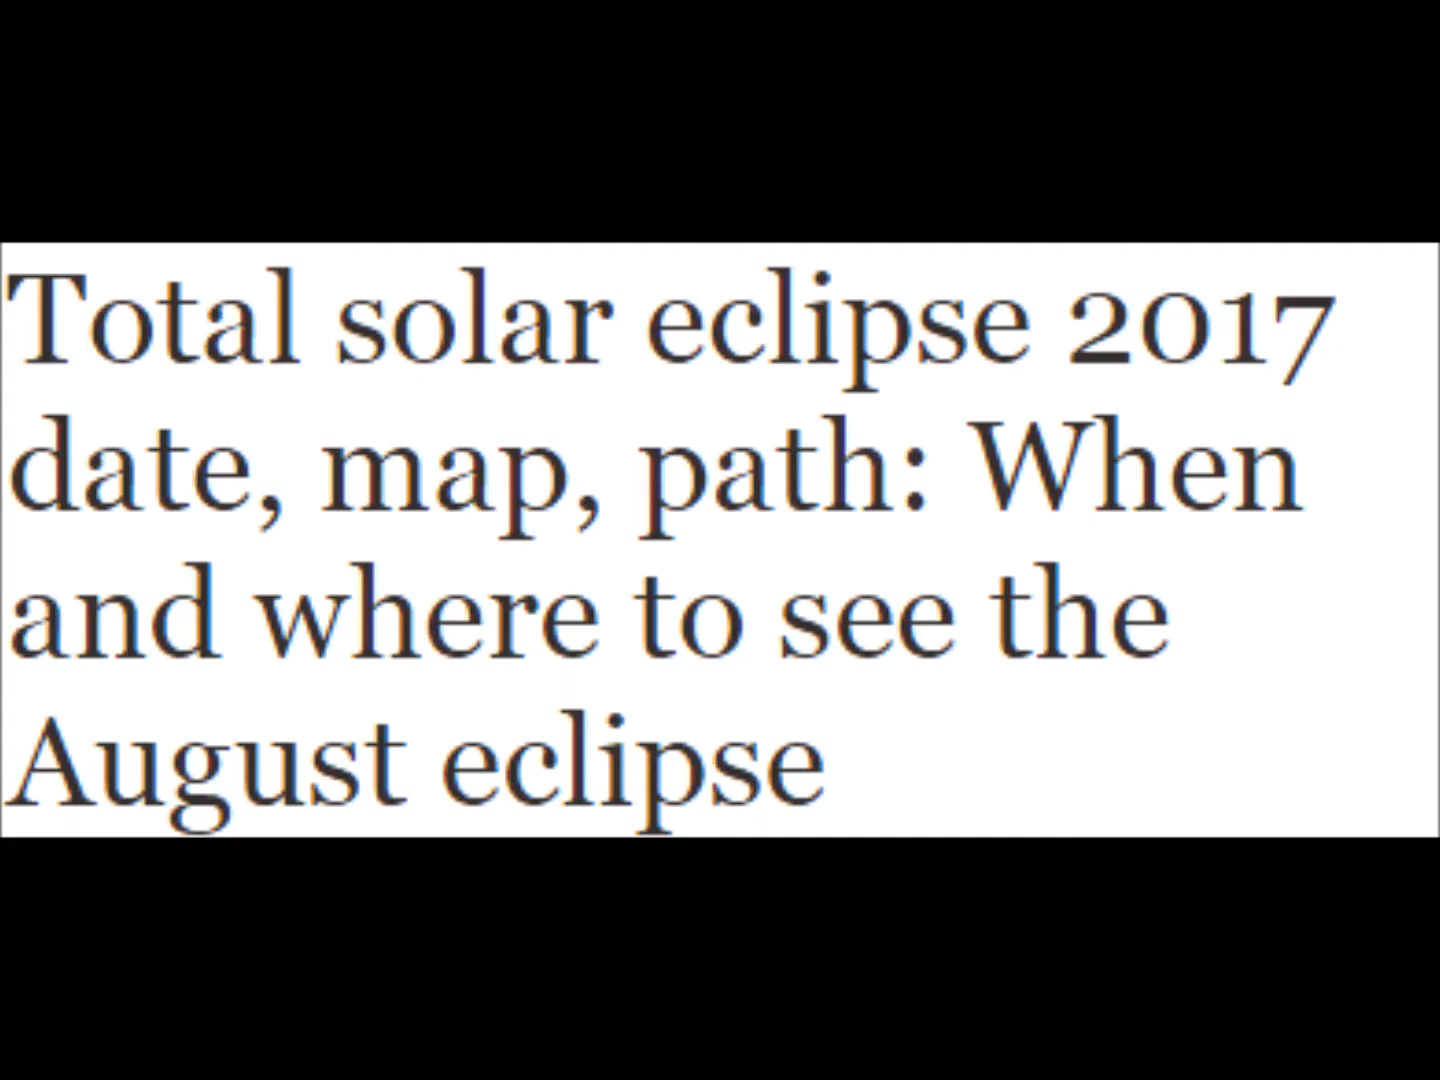 Total solar eclipse 2017
date, map, path: When
and where to see the
August eclipse